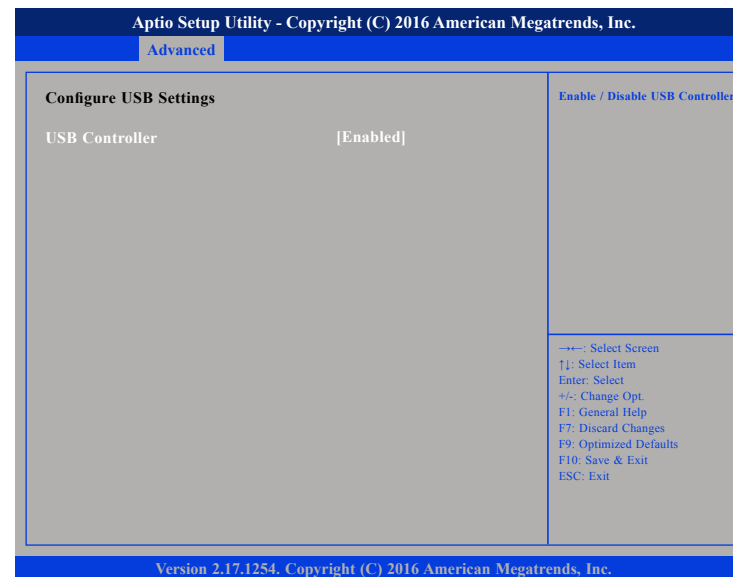 Aptio Setup Utility - Copyright (C) 2016 American Megatrends, Inc.
Advanced
Configure USB Settings
USB Controller [Enabled]
Enable / Disable USB Controller
→←: Select Screen
↑↓: Select Item
Enter: Select
+/-: Change Opt.
F1: General Help
F7: Discard Changes
F9: Optimized Defaults
F10: Save & Exit
ESC: Exit
Version 2.17.1254. Copyright (C) 2016 American Megatrends, Inc.